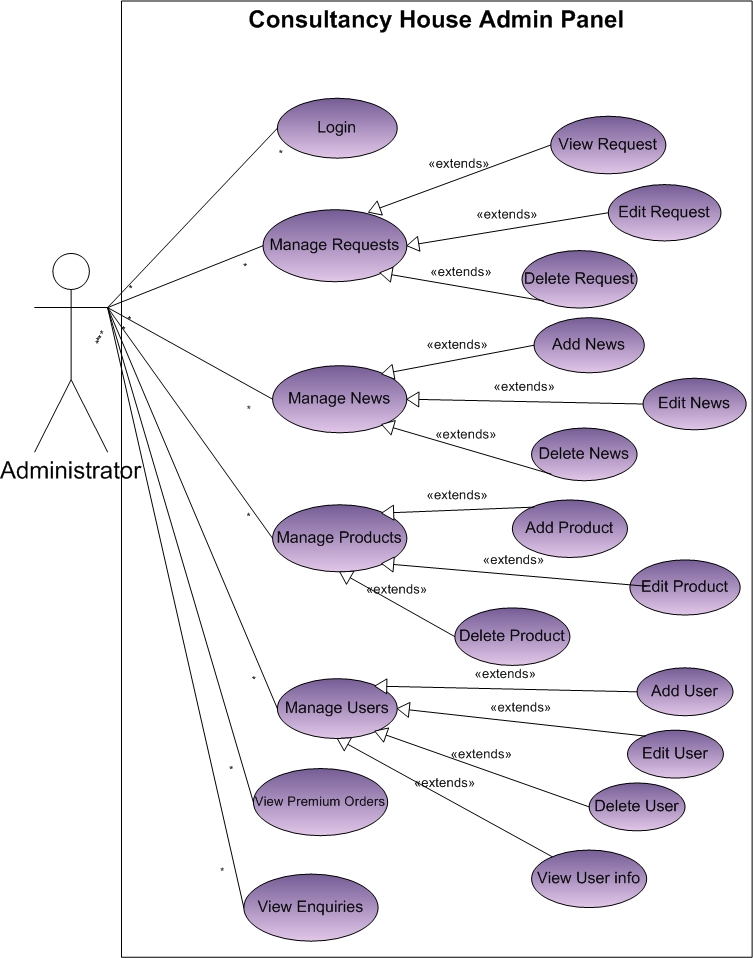 Consultancy House Admin Panel
Login
*
View Request
«extends»
Edit Request
«extends»
Manage Requests
*
«extends»
Delete Request
*
*
*
***
Administrator
Add News
«extends»
Manage News
*
«extends»
Edit News
«extends»
Delete News
«extends»
Add Product
*
Manage Products
«extends»
Edit Product
«extends»
Delete Product
*
Manage Users
«extends»
Add User
«extends»
Edit User
«extends»
Delete User
«extends»
View User info
*
View Premium Orders
*
View Enquiries